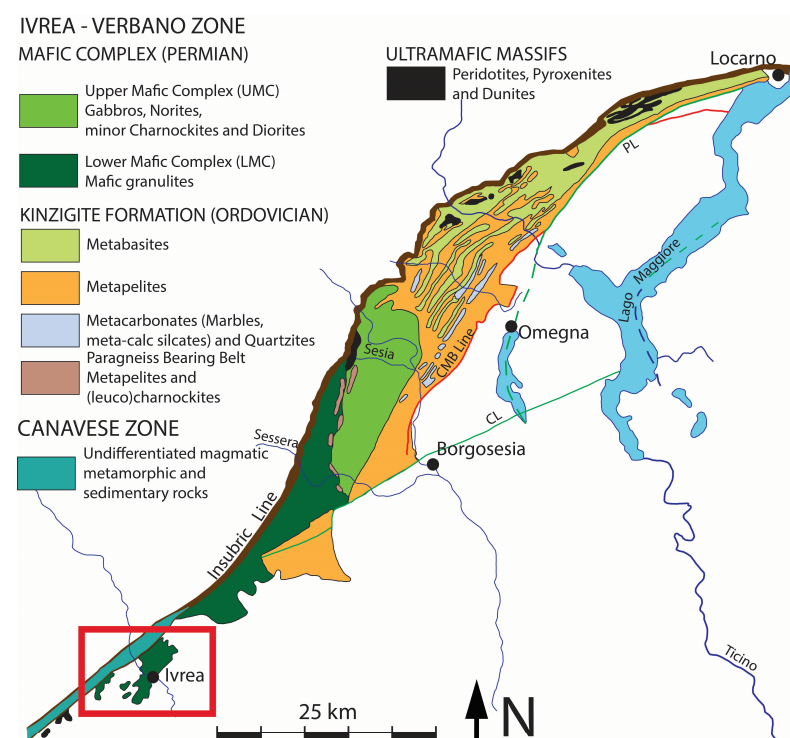 IVREA - VERBANO ZONE
MAFIC COMPLEX (PERMIAN)
Upper Mafic Complex (UMC)
Gabbros, Norites,
minor Charnockites and Diorites
Lower Mafic Complex (LMC)
Mafic granulites
KINZIGITE FORMATION (ORDOVICIAN)
Metabasites
Metapelites
Metacarbonates (Marbles,
meta-calc silcates) and Quartzites
Paragneiss Bearing Belt
Metapelites and
(leuco)charnockites
CANAVESE ZONE
Undifferentiated magmatic
metamorphic and
sedimentary rocks
ULTRAMAFIC MASSIFS
Peridotites, Pyroxenites
and Dunites
Locarno
PL
Lago Maggiore
Omegna
CMB Line
Sesia
CL
Borgosesia
Sessera
Insubric Line
Ivrea
Ticino
25 km
N